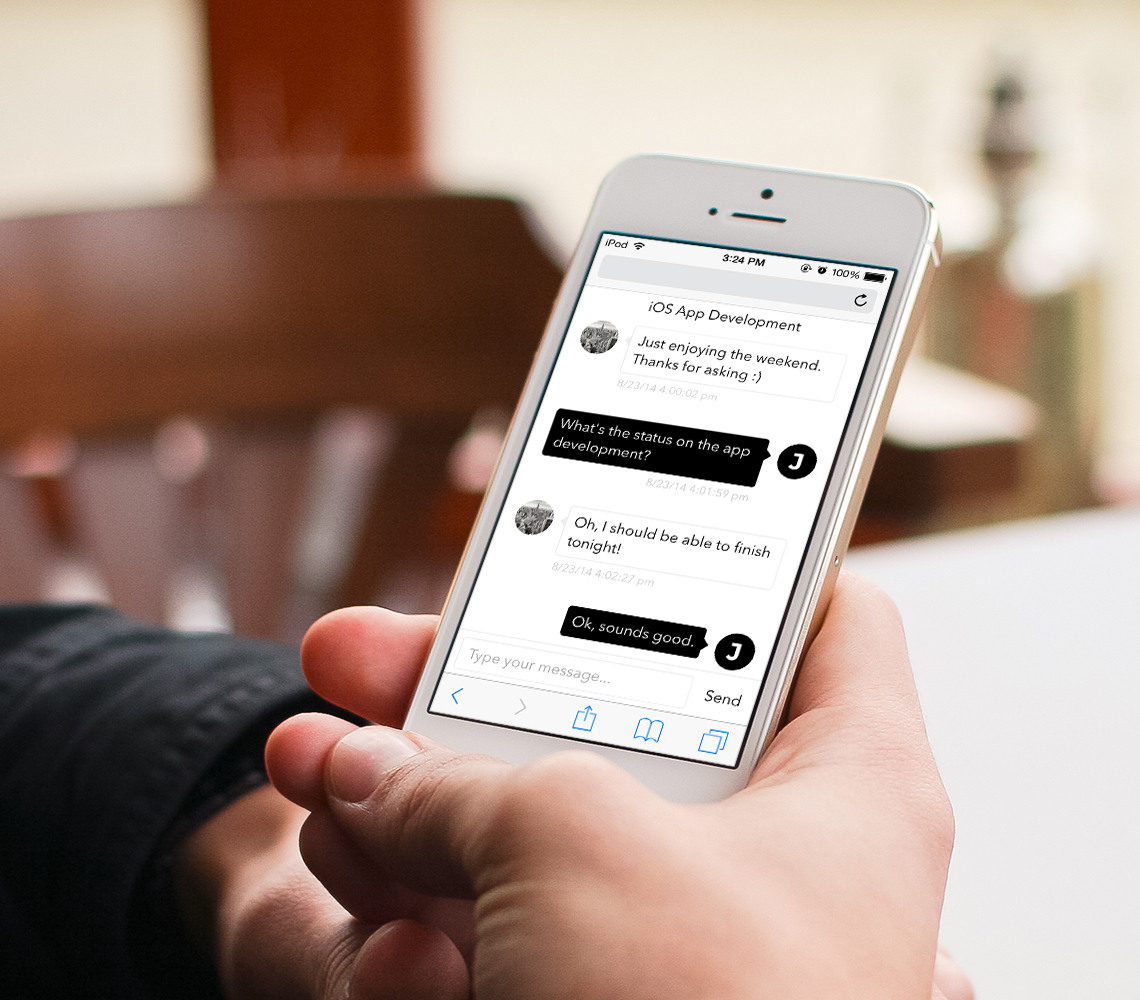 iPod 3:24 PM 100%
iOS App Development
Just enjoying the weekend.
Thanks for asking :)
8/23/14 4:00:02 pm
What's the status on the app
development?
J
8/23/14 4:01:59 pm
Oh, I should be able to finish
tonight!
8/23/14 4:02:27 pm
Ok, sounds good.
J
Type your message...
Send